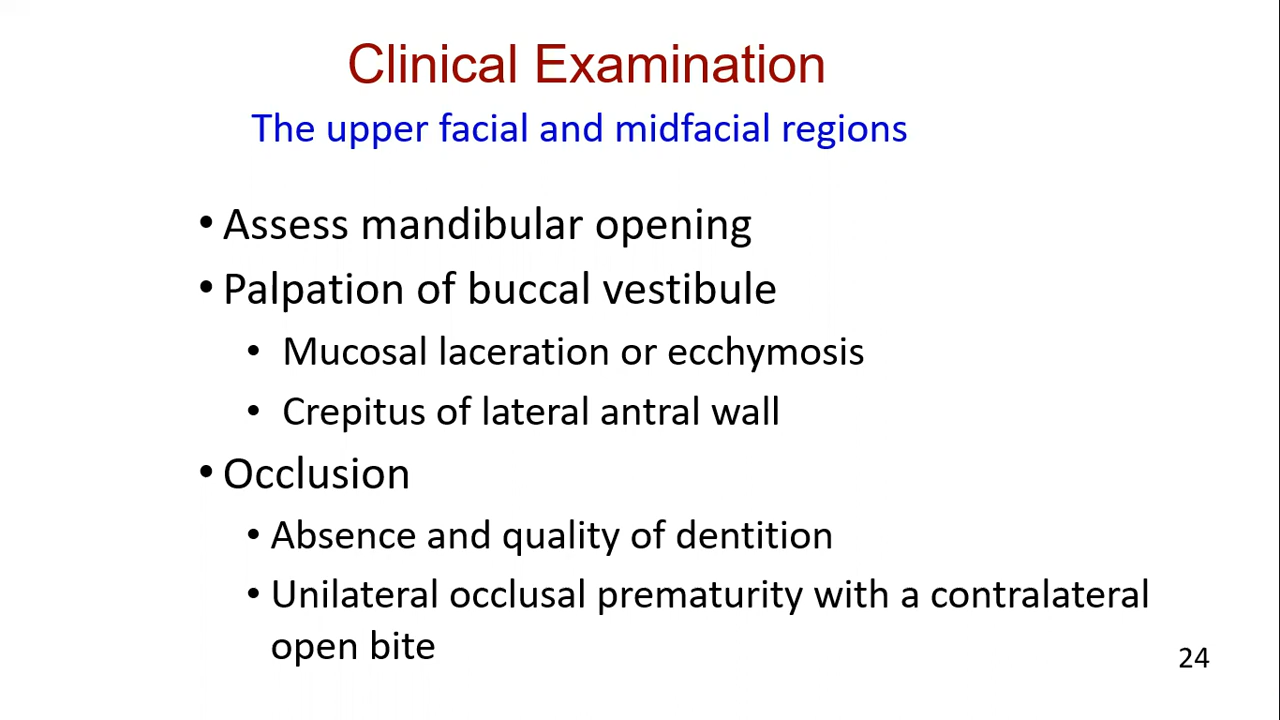 Clinical Examination
The upper facial and midfacial regions
• Assess mandibular opening
• Palpation of buccal vestibule
• Mucosal laceration or ecchymosis
• Crepitus of lateral antral wall
• Occlusion
• Absence and quality of dentition
• Unilateral occlusal prematurity with a contralateral
open bite
24